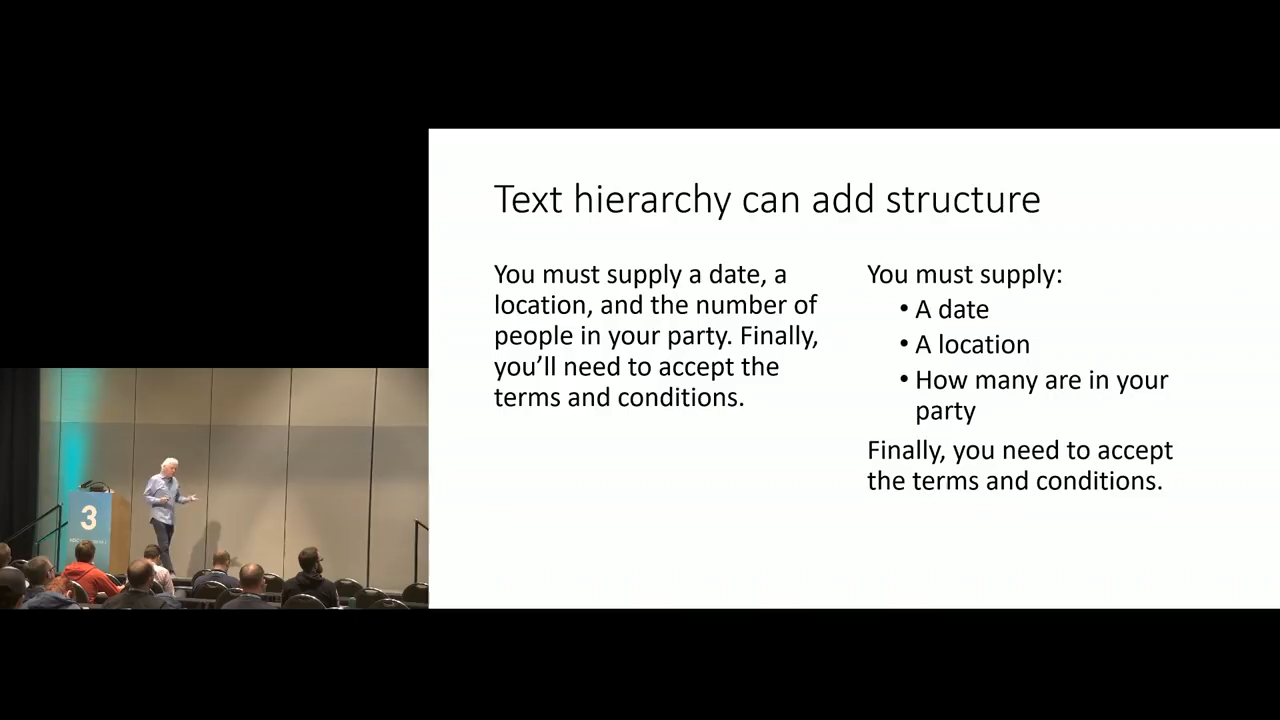 Text hierarchy can add structure
You must supply a date, a
location, and the number of
people in your party. Finally,
you’ll need to accept the
terms and conditions.
You must supply:
• A date
• A location
• How many are in your
party
Finally, you need to accept
the terms and conditions.
3